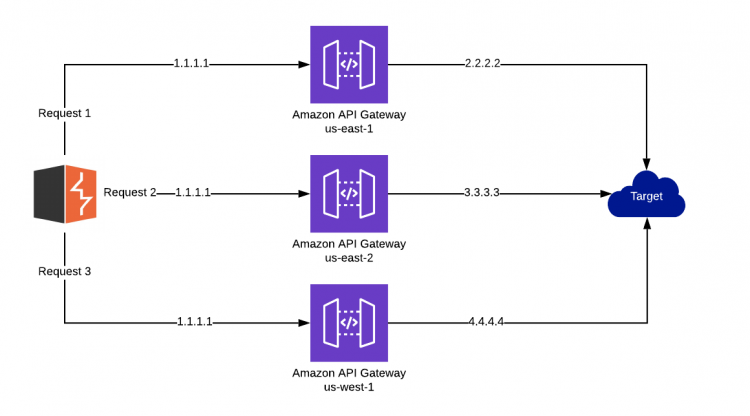 1.1.1.1
2.2.2.2
Request 1
Amazon API Gateway
us-east-1
Request 2
1.1.1.1
3.3.3.3
Target
Amazon API Gateway
us-east-2
Request 3
1.1.1.1
4.4.4.4
Amazon API Gateway
us-west-1